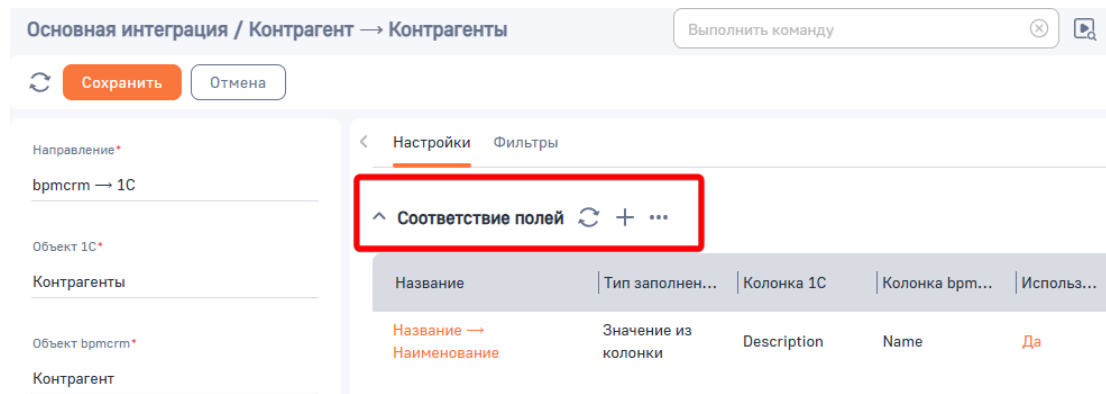 Основная интеграция / Контрагент → Контрагенты
Выполнить команду
Сохранить
Отмена
Направление*
bpmcrm → 1С
Объект 1С*
Контрагенты
Объект bpmcrm*
Контрагент
Настройки Фильтры
Соответствие полей
Название Тип заполнен... Колонка 1С Колонка bpm... Использ...
Название → Значение из Description Name Да
Наименование колонки